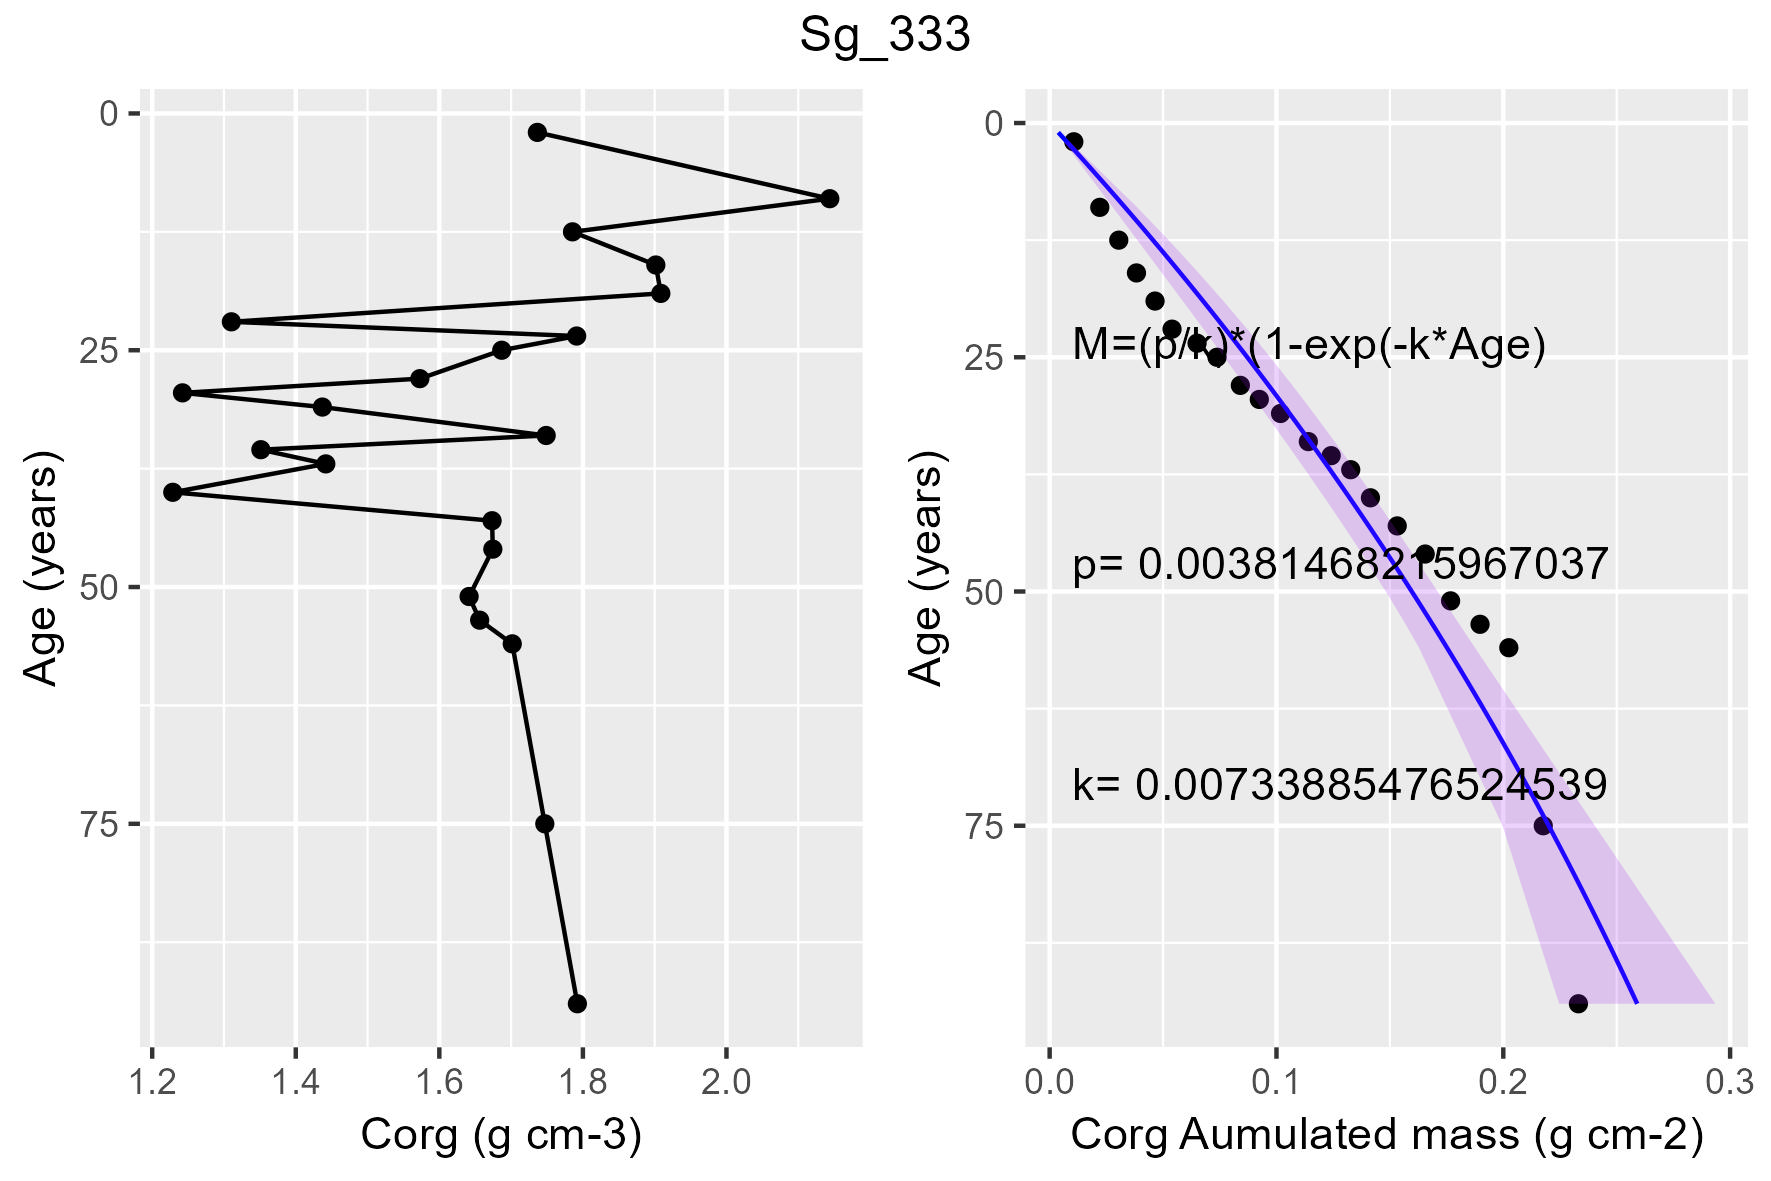 Sg_333
0
25
50
75
Age (years)
1.2 1.4 1.6 1.8 2.0
Corg (g cm-3)
0
25
50
75
Age (years)
M=(p/k)*(1-exp(-k*Age)
p= 0.00381468215967037
k= 0.00733885476524539
0.0 0.1 0.2 0.3
Corg Aumulated mass (g cm-2)